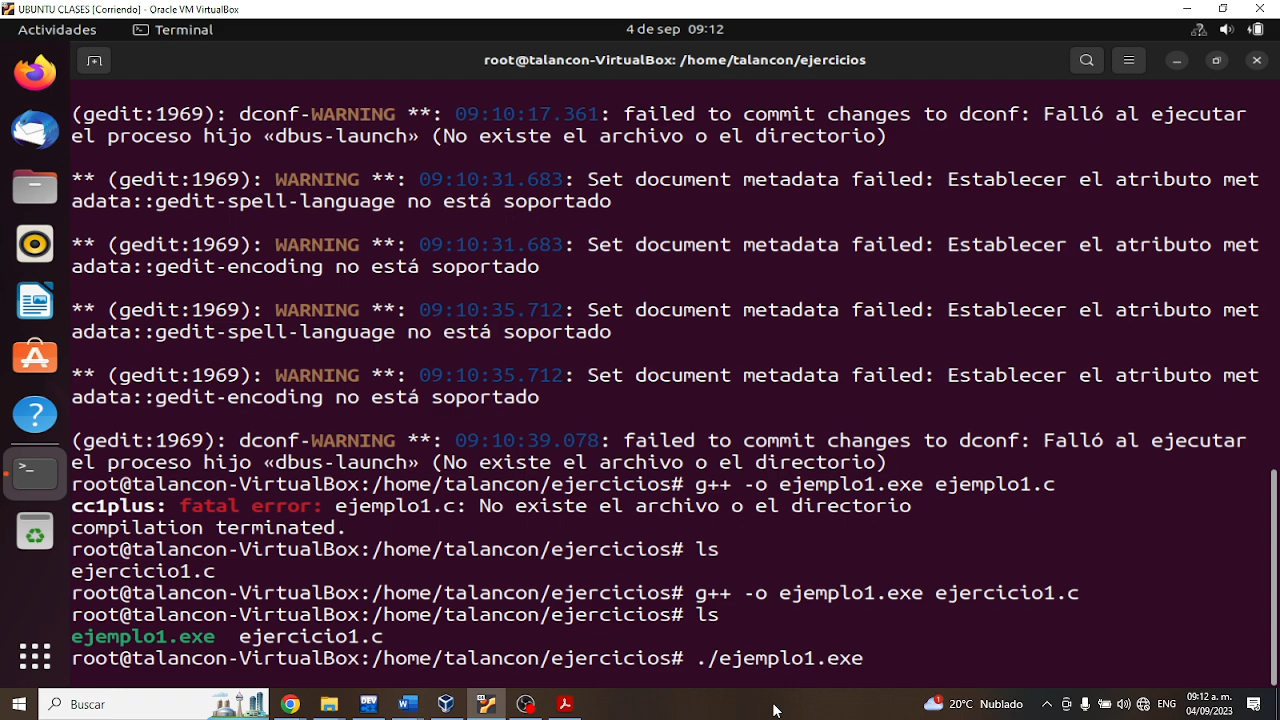 UBUNTU CLASES [Corriendo] - Oracle VM VirtualBox
Actividades
Terminal
4 de sep 09:12
root@talancon-VirtualBox: /home/talancon/ejercicios
(gedit:1969): dconf-WARNING **: 09:10:17.361: failed to commit changes to dconf: Falló al ejecutar
el proceso hijo «dbus-launch» (No existe el archivo o el directorio)
** (gedit:1969): WARNING **: 09:10:31.683: Set document metadata failed: Establecer el atributo met
adata::gedit-spell-language no está soportado
** (gedit:1969): WARNING **: 09:10:31.683: Set document metadata failed: Establecer el atributo met
adata::gedit-encoding no está soportado
** (gedit:1969): WARNING **: 09:10:35.712: Set document metadata failed: Establecer el atributo met
adata::gedit-spell-language no está soportado
** (gedit:1969): WARNING **: 09:10:35.712: Set document metadata failed: Establecer el atributo met
adata::gedit-encoding no está soportado
(gedit:1969): dconf-WARNING **: 09:10:39.078: failed to commit changes to dconf: Falló al ejecutar
el proceso hijo «dbus-launch» (No existe el archivo o el directorio)
root@talancon-VirtualBox:/home/talancon/ejercicios# g++ -o ejemplo1.exe ejemplo1.c
cc1plus: fatal error: ejemplo1.c: No existe el archivo o el directorio
compilation terminated.
root@talancon-VirtualBox:/home/talancon/ejercicios# ls
ejercicio1.c
root@talancon-VirtualBox:/home/talancon/ejercicios# g++ -o ejemplo1.exe ejercicio1.c
root@talancon-VirtualBox:/home/talancon/ejercicios# ls
ejemplo1.exe  ejercicio1.c
root@talancon-VirtualBox:/home/talancon/ejercicios# ./ejemplo1.exe
Buscar
20°C Nublado
ENG
09:12 a. m.
04/09/2023